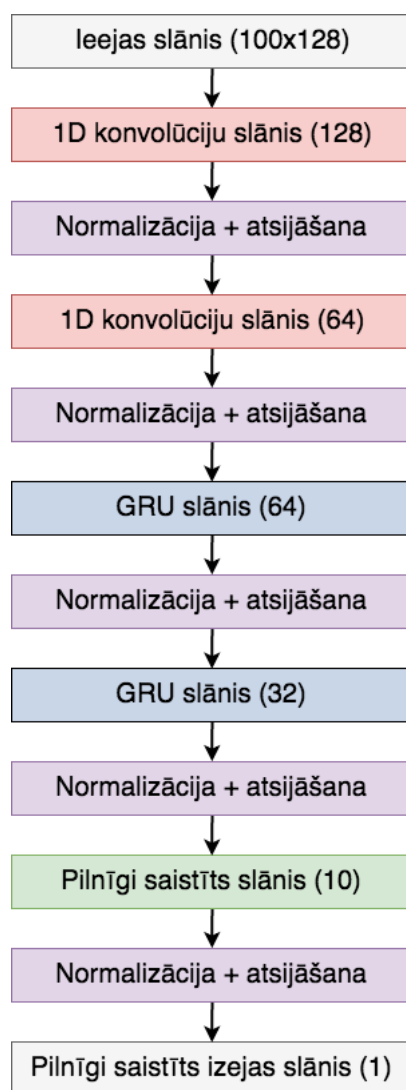 Ieejas slānis (100x128)
1D konvolūciju slānis (128)
Normalizācija + atsijāšana
1D konvolūciju slānis (64)
Normalizācija + atsijāšana
GRU slānis (64)
Normalizācija + atsijāšana
GRU slānis (32)
Normalizācija + atsijāšana
Pilnīgi saistīts slānis (10)
Normalizācija + atsijāšana
Pilnīgi saistīts izejas slānis (1)